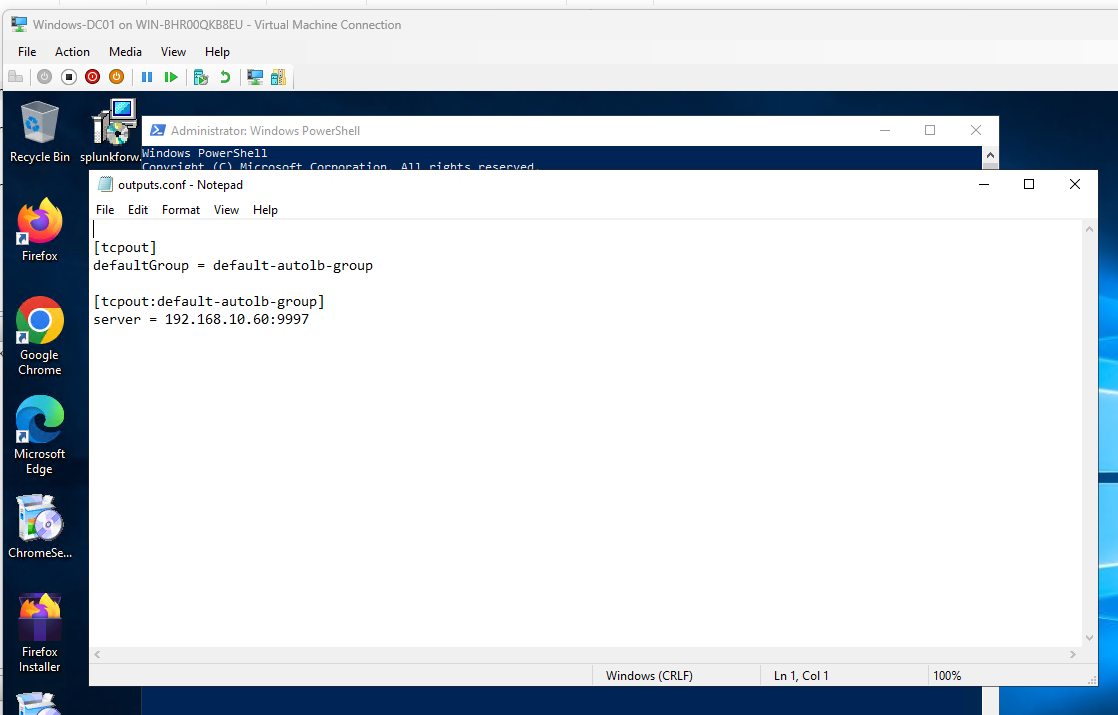 Windows-DC01 on WIN-BHR00QKB8EU - Virtual Machine Connection
File Action Media View Help
Recycle Bin
splunkforw...
Administrator: Windows PowerShell
Windows PowerShell
Copyright (C) Microsoft Corporation. All rights reserved.
outputs.conf - Notepad
File Edit Format View Help
[tcpout]
defaultGroup = default-autolb-group
[tcpout:default-autolb-group]
server = 192.168.10.60:9997
Firefox
Google
Chrome
Microsoft
Edge
ChromeSe...
Firefox
Installer
Windows (CRLF)
Ln 1, Col 1
100%